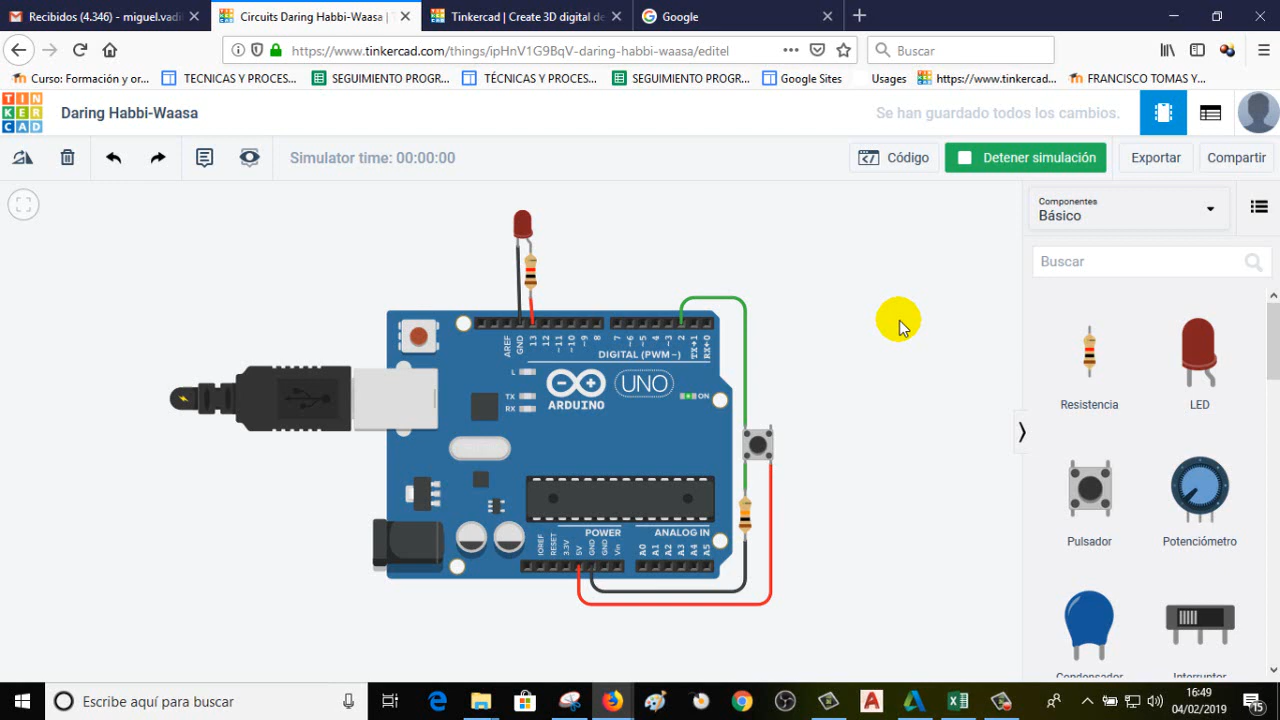 Recibidos (4.346) - miguel.vadi
Circuits Daring Habbi-Waasa | T
Tinkercad | Create 3D digital de
Google
https://www.tinkercad.com/things/ipHnV1G9BqV-daring-habbi-waasa/editel
Buscar
Curso: Formación y or...
TECNICAS Y PROCES...
SEGUIMIENTO PROGR...
TÉCNICAS Y PROCES...
SEGUIMIENTO PROGR...
Google Sites
Usages
https://www.tinkercad...
FRANCISCO TOMAS Y...
TIN
KER
CAD
Daring Habbi-Waasa
Se han guardado todos los cambios.
Simulator time: 00:00:00
Código
Detener simulación
Exportar
Compartir
Componentes
Básico
Buscar
Resistencia
LED
Pulsador
Potenciómetro
Condensador
Interruptor
AREF
GND
13
12
~11
~10
~9
8
7
~6
~5
4
~3
2
TX→1
RX←0
DIGITAL (PWM~)
L
TX
RX
UNO
ARDUINO
ON
POWER
ANALOG IN
IOREF
RESET
3.3V
5V
GND
GND
Vin
A0
A1
A2
A3
A4
A5
Escribe aquí para buscar
16:49
04/02/2019
15